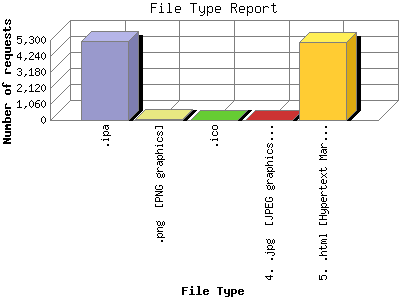 File Type Report
Number of requests
5,300
4,240
3,180
2,120
1,060
0
.ipa
.png [PNG graphics]
.ico
4. .jpg [JPEG graphics...
5. .html [Hypertext Mar...
File Type